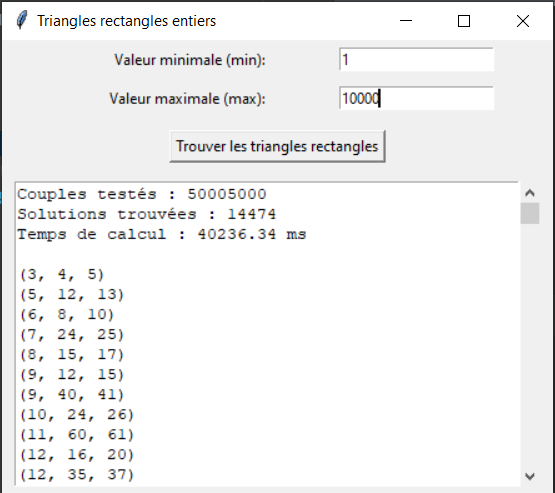 Triangles rectangles entiers
Valeur minimale (min): 1
Valeur maximale (max): 10000
Trouver les triangles rectangles
Couples testés : 50005000
Solutions trouvées : 14474
Temps de calcul : 40236.34 ms
(3, 4, 5)
(5, 12, 13)
(6, 8, 10)
(7, 24, 25)
(8, 15, 17)
(9, 12, 15)
(9, 40, 41)
(10, 24, 26)
(11, 60, 61)
(12, 16, 20)
(12, 35, 37)